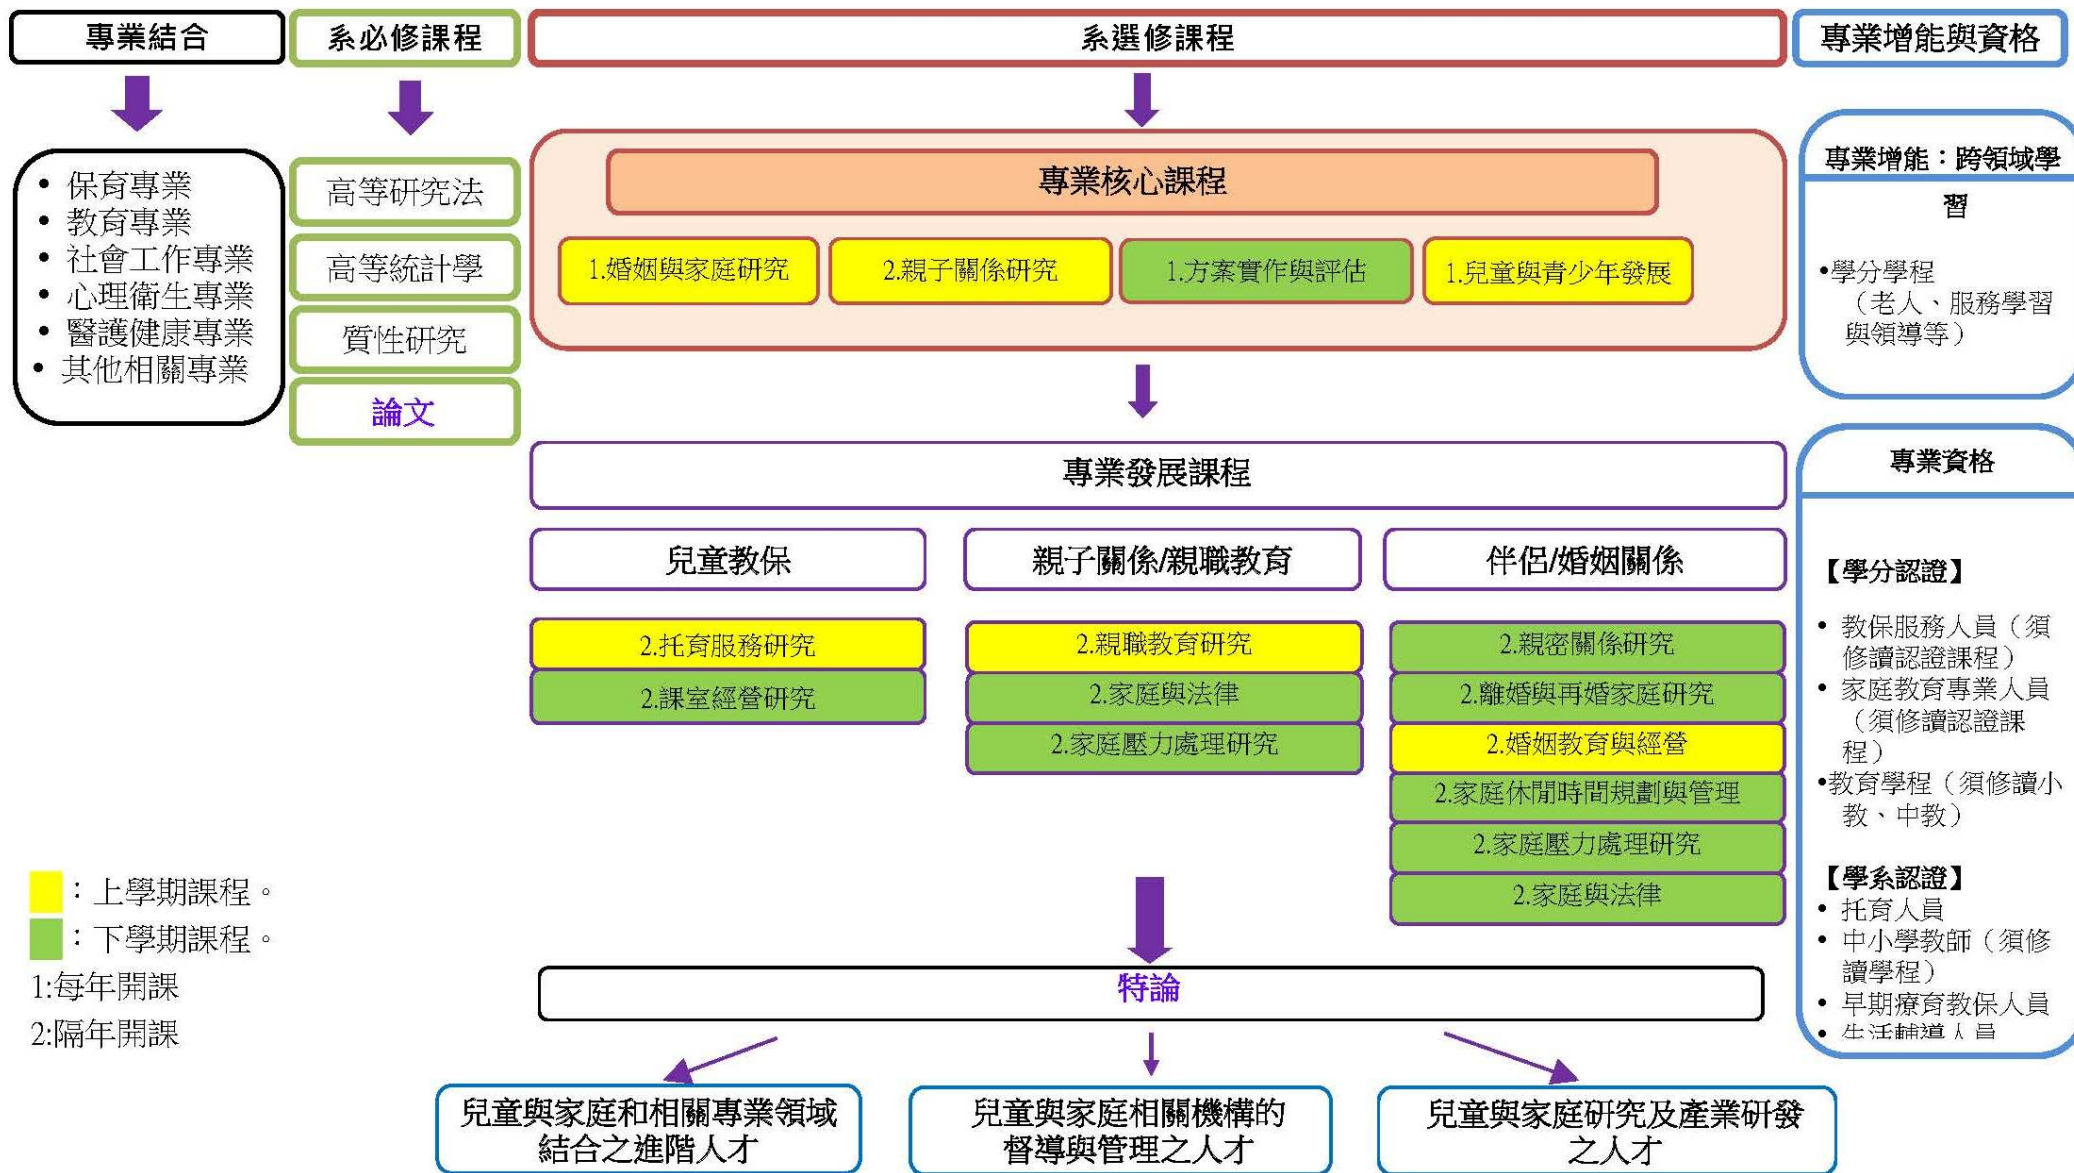 專業結合
系必修課程
系選修課程
專業增能與資格
• 保育專業
• 教育專業
• 社會工作專業
• 心理衛生專業
• 醫護健康專業
• 其他相關專業
高等研究法
高等統計學
質性研究
論文
專業核心課程
1.婚姻與家庭研究
2.親子關係研究
1.方案實作與評估
1.兒童與青少年發展
專業發展課程
兒童教保
2.托育服務研究
2.課室經營研究
親子關係/親職教育
2.親職教育研究
2.家庭與法律
2.家庭壓力處理研究
伴侶/婚姻關係
2.親密關係研究
2.離婚與再婚家庭研究
2.婚姻教育與經營
2.家庭休閒時間規劃與管理
2.家庭壓力處理研究
2.家庭與法律
特論
兒童與家庭和相關專業領域
結合之進階人才
兒童與家庭相關機構的
督導與管理之人才
兒童與家庭研究及產業研發
之人才
專業增能：跨領域學
習
•學分學程
（老人、服務學習
與領導等）
專業資格
【學分認證】
• 教保服務人員（須
修讀認證課程）
• 家庭教育專業人員
（須修讀認證課
程）
•教育學程（須修讀小
教、中教）
【學系認證】
• 托育人員
• 中小學教師（須修
讀學程）
• 早期療育教保人員
• 生活輔導人員
：上學期課程。
：下學期課程。
1:每年開課
2:隔年開課